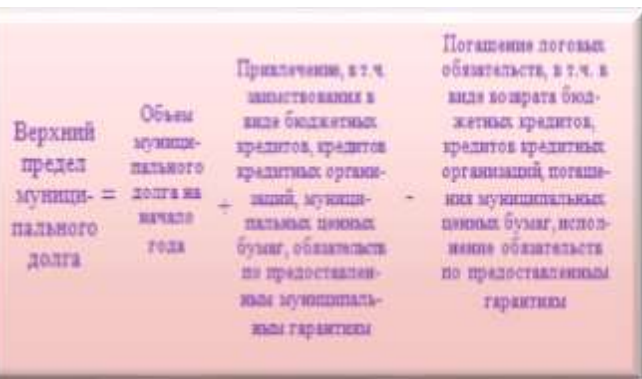 Верхний
предел
муници-
пального
долга
=
Объем
муници-
пального
долга на
начало
года
+
Привлечение, в т.ч.
заимствования в
виде бюджетных
кредитов, кредитов
кредитных органи-
заций, муници-
пальных ценных
бумаг, обязательств
по предоставлен-
ным муниципаль-
ным гарантиям
-
Погашение
обязательств, в т.ч. в
виде возврата бюд-
жетных кредитов,
кредитов кредитных
организаций, погаше-
ния муниципальных
ценных бумаг, испол-
нение обязательств
по предоставленным
гарантиям